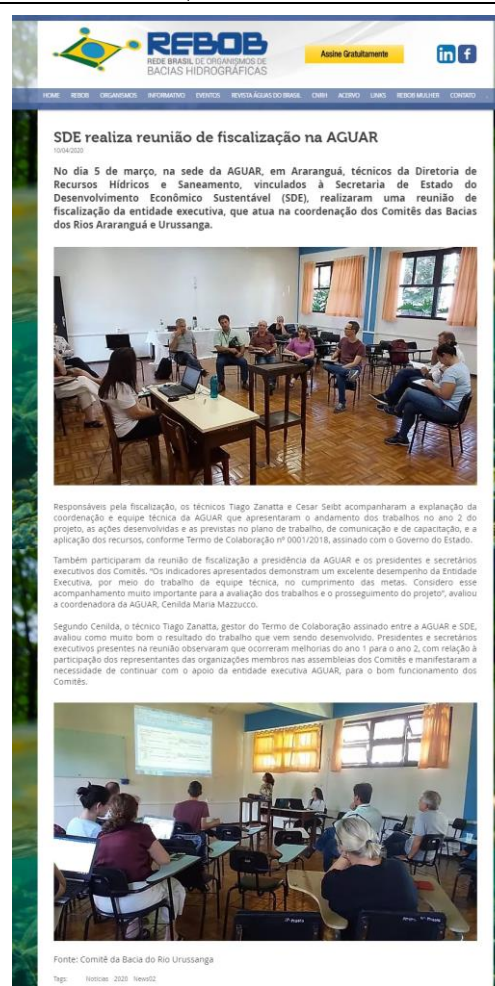 REBOB
REDE BRASIL DE ORGANISMOS DE
BACIAS HIDROGRÁFICAS
Assine Gratuitamente
in f
HOME REBOB ORGANISMOS INFORMATIVO EVENTOS REVISTA ÁGUAS DO BRASIL CNRH ACERVO LINKS REBOB MULHER CONTATO
SDE realiza reunião de fiscalização na AGUAR
10/04/2020
No dia 5 de março, na sede da AGUAR, em Araranguá, técnicos da Diretoria de
Recursos Hídricos e Saneamento, vinculados à Secretaria de Estado do
Desenvolvimento Econômico Sustentável (SDE), realizaram uma reunião de
fiscalização da entidade executiva, que atua na coordenação dos Comitês das Bacias
dos Rios Araranguá e Urussanga.
Responsáveis pela fiscalização, os técnicos Tiago Zanatta e Cesar Seibt acompanharam a explanação da
coordenação e equipe técnica da AGUAR que apresentaram o andamento dos trabalhos no ano 2 do
projeto, as ações desenvolvidas e as previstas no plano de trabalho, de comunicação e de capacitação, e a
aplicação dos recursos, conforme Termo de Colaboração nº 0001/2018, assinado com o Governo do Estado.
Também participaram da reunião de fiscalização a presidência da AGUAR e os presidentes e secretários
executivos dos Comitês. "Os indicadores apresentados demonstram um excelente desempenho da Entidade
Executiva, por meio do trabalho da equipe técnica, no cumprimento das metas. Considero esse
acompanhamento muito importante para a avaliação dos trabalhos e o prosseguimento do projeto", avaliou
a coordenadora da AGUAR, Cenilda Maria Mazzucco.
Segundo Cenilda, o técnico Tiago Zanatta, gestor do Termo de Colaboração assinado entre a AGUAR e SDE,
avaliou como muito bom o resultado do trabalho que vem sendo desenvolvido. Presidentes e secretários
executivos presentes na reunião observaram que ocorreram melhorias do ano 1 para o ano 2, com relação à
participação dos representantes das organizações membros nas assembleias dos Comitês e manifestaram a
necessidade de continuar com o apoio da entidade executiva AGUAR, para o bom funcionamento dos
Comitês.
Fonte: Comitê da Bacia do Rio Urussanga
Tags: Notícias 2020 News02